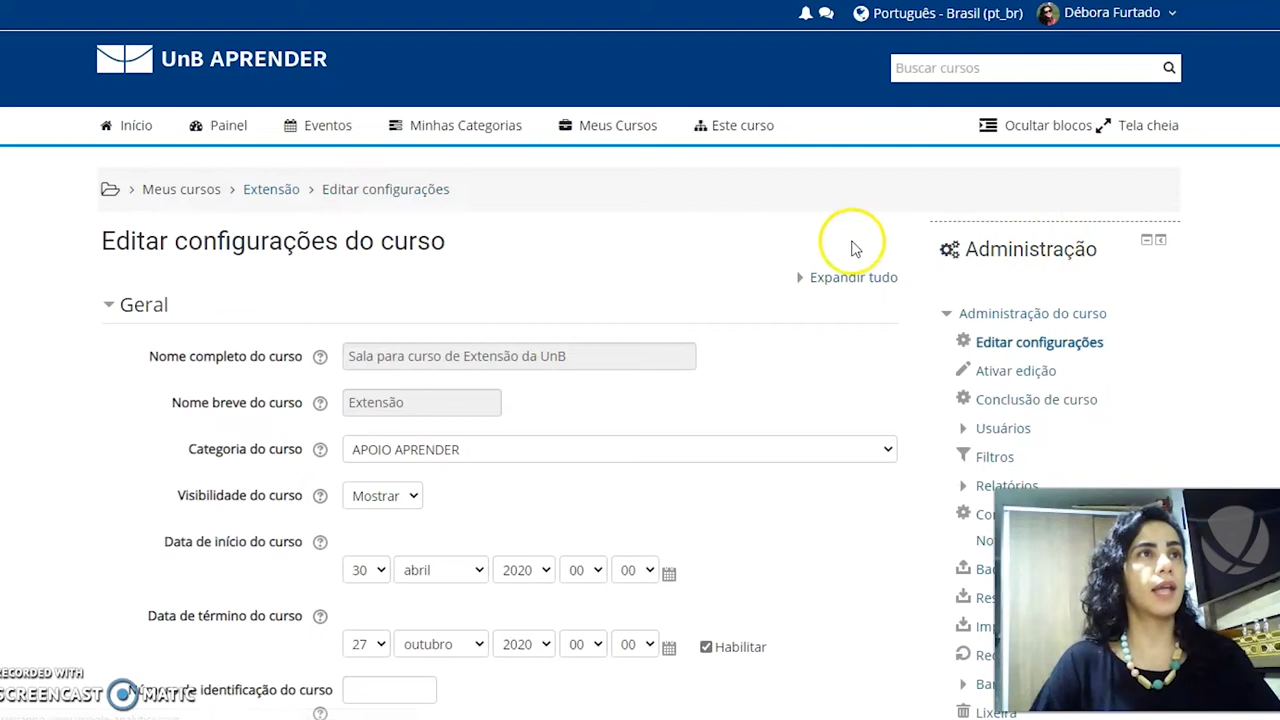 Português - Brasil (pt_br) Débora Furtado
UnB APRENDER
Buscar cursos
Início Painel Eventos Minhas Categorias Meus Cursos Este curso Ocultar blocos Tela cheia
Meus cursos Extensão Editar configurações
Editar configurações do curso
Expandir tudo
Geral
Nome completo do curso Sala para curso de Extensão da UnB
Nome breve do curso Extensão
Categoria do curso APOIO APRENDER
Visibilidade do curso Mostrar
Data de início do curso
30 abril 2020 00 00
Data de término do curso
27 outubro 2020 00 00 Habilitar
de identificação do curso
Administração
Administração do curso
Editar configurações
Ativar edição
Conclusão de curso
Usuários
Filtros
Relatórios
Lixeira
RECORDED WITH
SCREENCAST MATIC